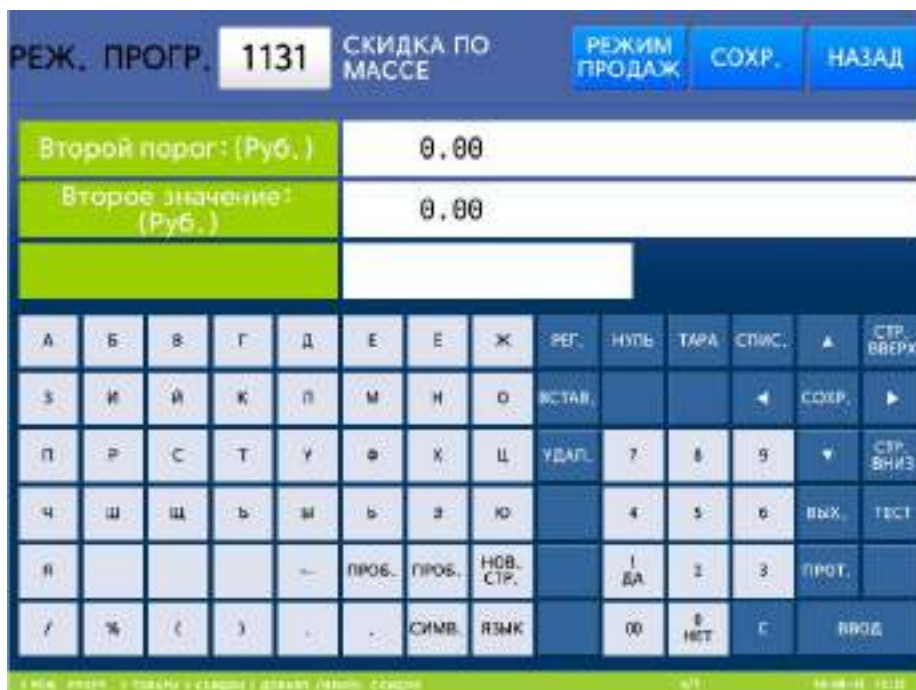 РЕЖ. ПРОГР. 1131 СКИДКА ПО МАССЕ РЕЖИМ ПРОДАЖ СОХР. НАЗАД
Второй порог:(Руб.) 0.00
Второе значение: (Руб.) 0.00
А Б В Г Д Е Ё Ж РЕГ. НУЛЬ ТАРА СПИС. ▲ СТР. ВВЕРХ
З И Й К Л М Н О ВСТАВ. ◄ СОХР. ►
П Р С Т У Ф Х Ц УДАЛ. 7 8 9 ▼ СТР. ВНИЗ
Ч Ш Щ Ъ Ы Ь Э Ю 4 5 6 ВЫХ. ТЕСТ
Я ← ПРОБ. ПРОБ. НОВ. СТР. 1 ДА 2 3 ПРОТ.
/ % ( ) , . СИМВ. ЯЗЫК 00 0 НЕТ С ВВОД